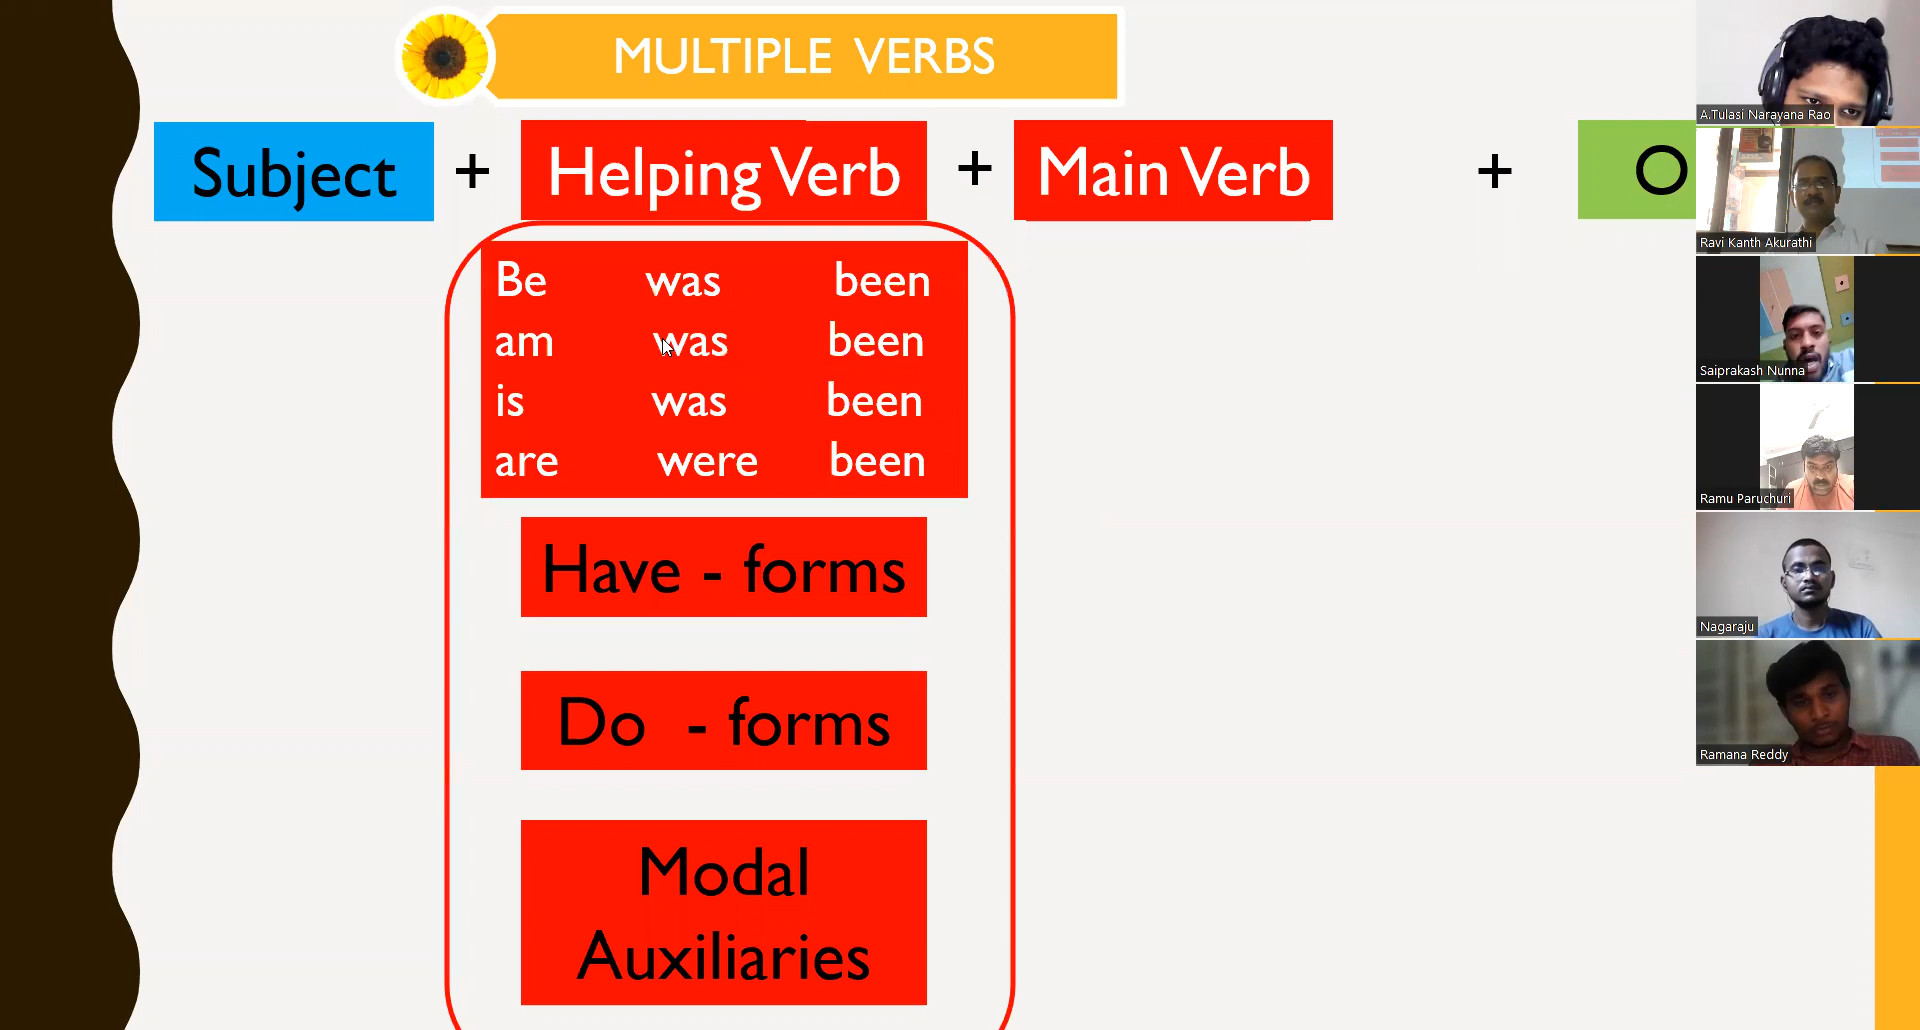 MULTIPLE VERBS
Subject + Helping Verb + Main Verb + O
Be was been
am was been
is was been
are were been
Have - forms
Do - forms
Modal
Auxiliaries
A.Tulasi Narayana Rao
Ravi Kanth Akurathi
Saiprakash Nunna
Ramu Paruchuri
Nagaraju
Ramana Reddy